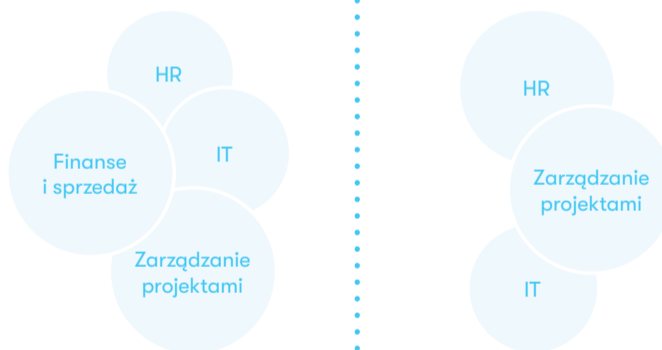 HR
IT
Finanse
i sprzedaż
Zarządzanie
projektami
HR
Zarządzanie
projektami
IT